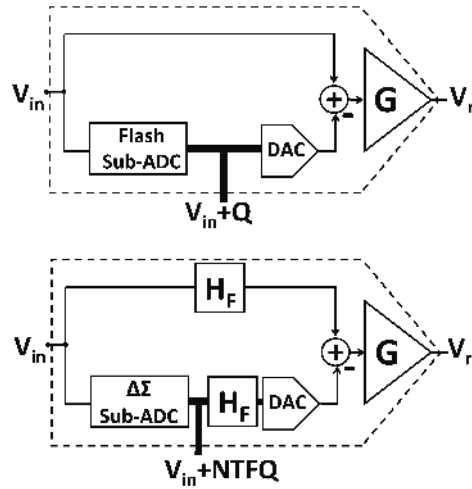 V_in
Flash
Sub-ADC
DAC
+
-
G
V_r
V_in+Q
H_F
V_in
ΔΣ
Sub-ADC
H_F
DAC
+
-
G
V_r
V_in+NTFQ